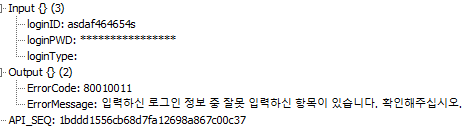 Input {} (3)
loginID: asdaf464654s
loginPWD: ****************
loginType:
Output {} (2)
ErrorCode: 80010011
ErrorMessage: 입력하신 로그인 정보 중 잘못 입력하신 항목이 있습니다. 확인해주십시오.
API_SEQ: 1bddd1556cb68d7fa12698a867c00c37